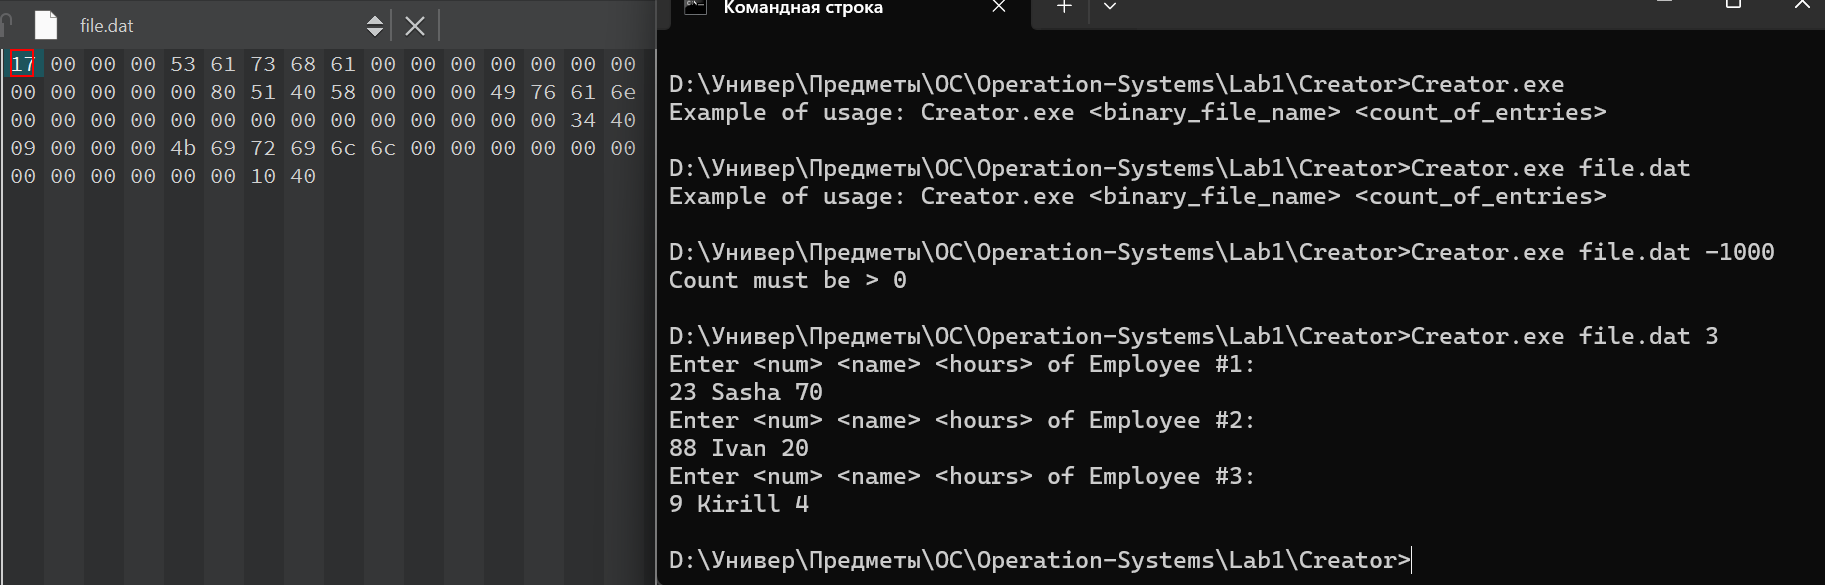 file.dat
17 00 00 00 53 61 73 68 61 00 00 00 00 00 00 00
00 00 00 00 00 80 51 40 58 00 00 00 49 76 61 6e
00 00 00 00 00 00 00 00 00 00 00 00 00 00 34 40
09 00 00 00 4b 69 72 69 6c 6c 00 00 00 00 00 00
00 00 00 00 00 00 10 40
Командная строка
D:\Универ\Предметы\ОС\Operation-Systems\Lab1\Creator>Creator.exe
Example of usage: Creator.exe <binary_file_name> <count_of_entries>
D:\Универ\Предметы\ОС\Operation-Systems\Lab1\Creator>Creator.exe file.dat
Example of usage: Creator.exe <binary_file_name> <count_of_entries>
D:\Универ\Предметы\ОС\Operation-Systems\Lab1\Creator>Creator.exe file.dat -1000
Count must be > 0
D:\Универ\Предметы\ОС\Operation-Systems\Lab1\Creator>Creator.exe file.dat 3
Enter <num> <name> <hours> of Employee #1:
23 Sasha 70
Enter <num> <name> <hours> of Employee #2:
88 Ivan 20
Enter <num> <name> <hours> of Employee #3:
9 Kirill 4
D:\Универ\Предметы\ОС\Operation-Systems\Lab1\Creator>